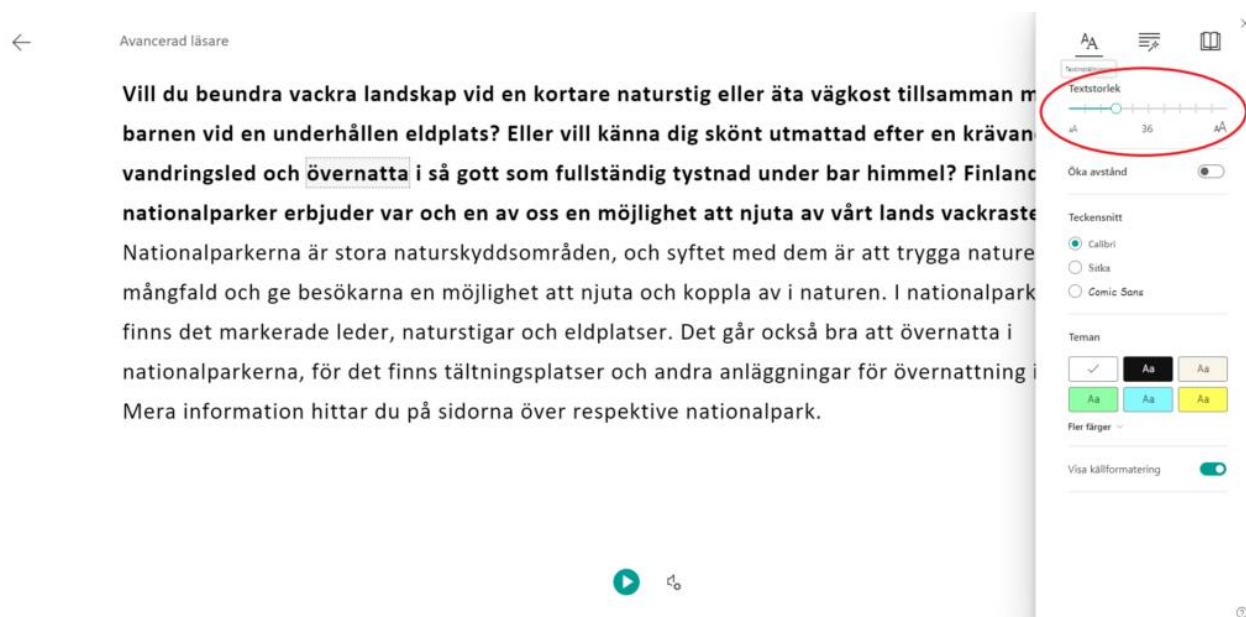 Avancerad läsare
Vill du beundra vackra landskap vid en kortare naturstig eller äta vägkost tillsamman m
barnen vid en underhållen eldplats? Eller vill känna dig skönt utmattad efter en krävan
vandringsled och övernatta i så gott som fullständig tystnad under bar himmel? Finland
nationalparker erbjuder var och en av oss en möjlighet att njuta av vårt lands vackraste
Nationalparkerna är stora naturskyddsområden, och syftet med dem är att trygga nature
mångfald och ge besökarna en möjlighet att njuta och koppla av i naturen. I nationalpark
finns det markerade leder, naturstigar och eldplatser. Det går också bra att övernatta i
nationalparkerna, för det finns tältningsplatser och andra anläggningar för övernattning i
Mera information hittar du på sidorna över respektive nationalpark.
AA
Textstorlek
AA 36 AA
Öka avstånd
Teckensnitt
Calibri
Sitka
Comic Sans
Teman
Aa Aa
Aa Aa Aa
Fler färger
Visa källformatering